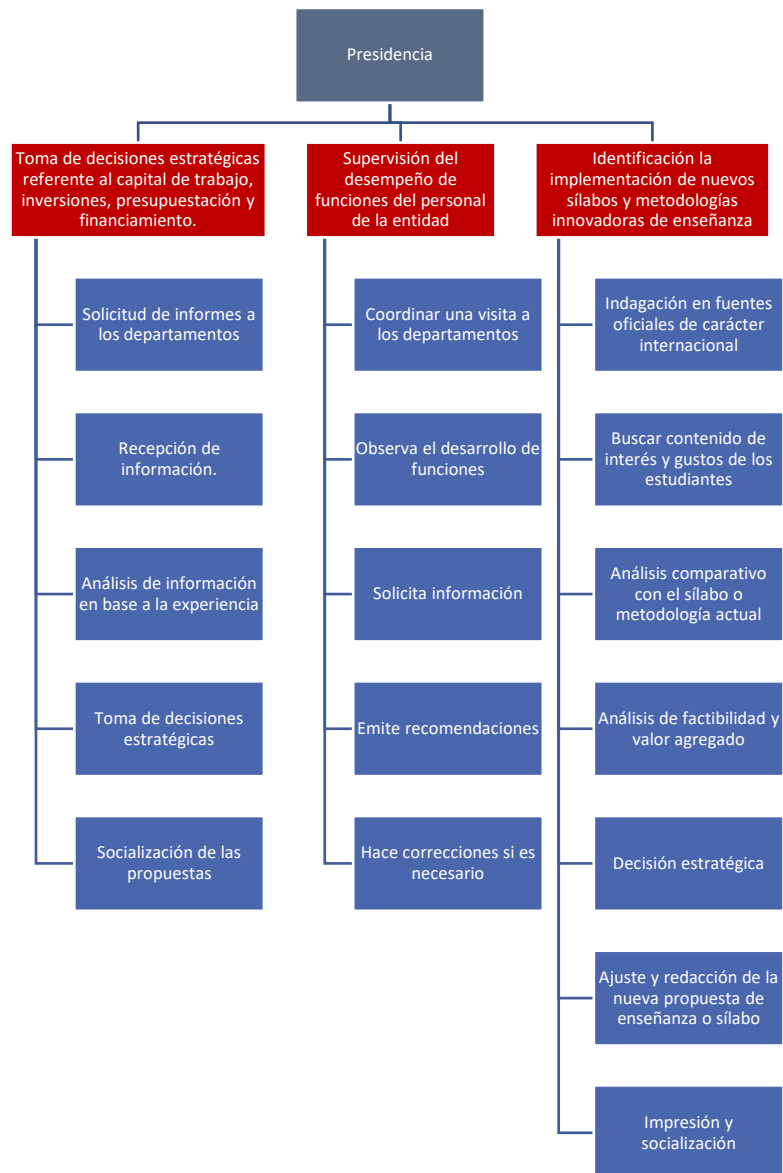 Presidencia
Toma de decisiones estratégicas
referente al capital de trabajo,
inversiones, presupuestación y
financiamiento.
Solicitud de informes a
los departamentos
Recepción de
información.
Análisis de información
en base a la experiencia
Toma de decisiones
estratégicas
Socialización de las
propuestas
Supervisión del
desempeño de
funciones del personal
de la entidad
Coordinar una visita a
los departamentos
Observa el desarrollo de
funciones
Solicita información
Emite recomendaciones
Hace correcciones si es
necesario
Identificación la
implementación de nuevos
sílabos y metodologías
innovadoras de enseñanza
Indagación en fuentes
oficiales de carácter
internacional
Buscar contenido de
interés y gustos de los
estudiantes
Análisis comparativo
con el sílabo o
metodología actual
Análisis de factibilidad y
valor agregado
Decisión estratégica
Ajuste y redacción de la
nueva propuesta de
enseñanza o sílabo
Impresión y
socialización